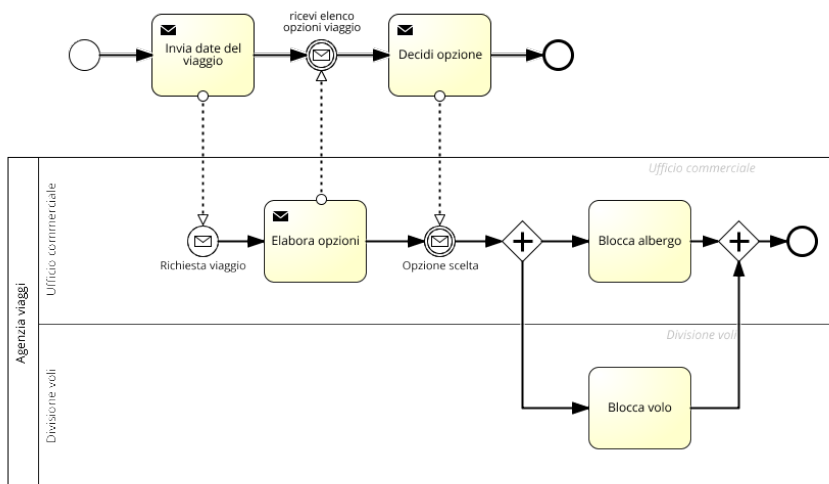 ricevi elenco
opzioni viaggio
Invia date del
viaggio
Decidi opzione
Ufficio commerciale
Agenzia viaggi
Ufficio commerciale
Elabora opzioni
Blocca albergo
Richiesta viaggio
Opzione scelta
Divisione voli
Divisione voli
Blocca volo